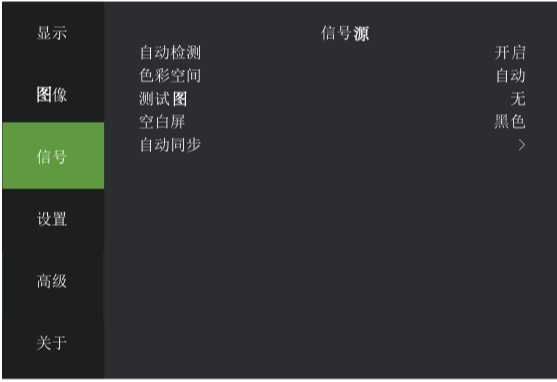 显示
图像
信号
设置
高级
关于
信号源
自动检测 开启
色彩空间 自动
测试图 无
空白屏 黑色
自动同步 >